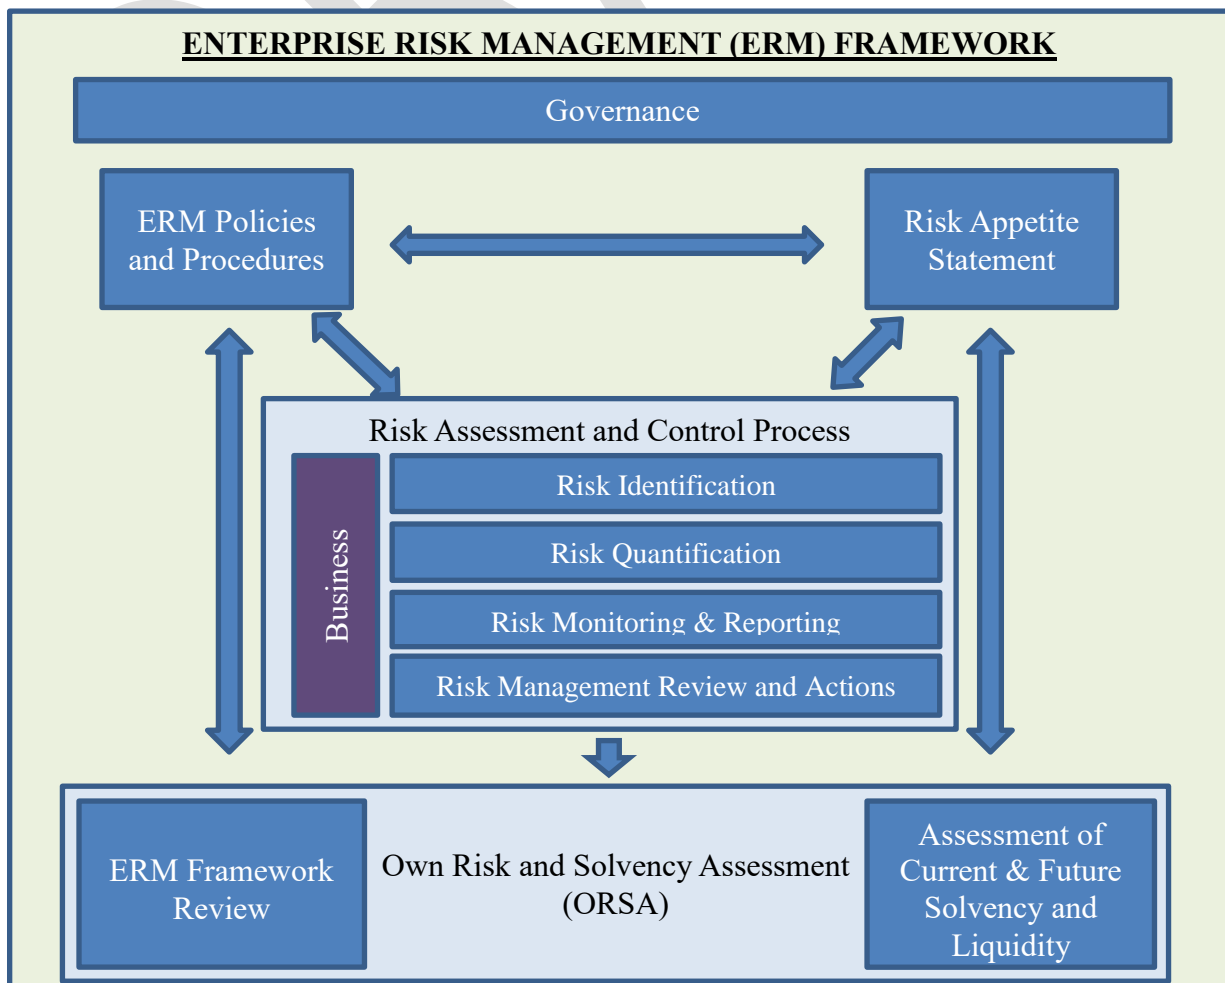 ENTERPRISE RISK MANAGEMENT (ERM) FRAMEWORK
Governance
ERM Policies
and Procedures
Risk Appetite
Statement
Risk Assessment and Control Process
Business
Risk Identification
Risk Quantification
Risk Monitoring & Reporting
Risk Management Review and Actions
ERM Framework
Review
Own Risk and Solvency Assessment
(ORSA)
Assessment of
Current & Future
Solvency and
Liquidity